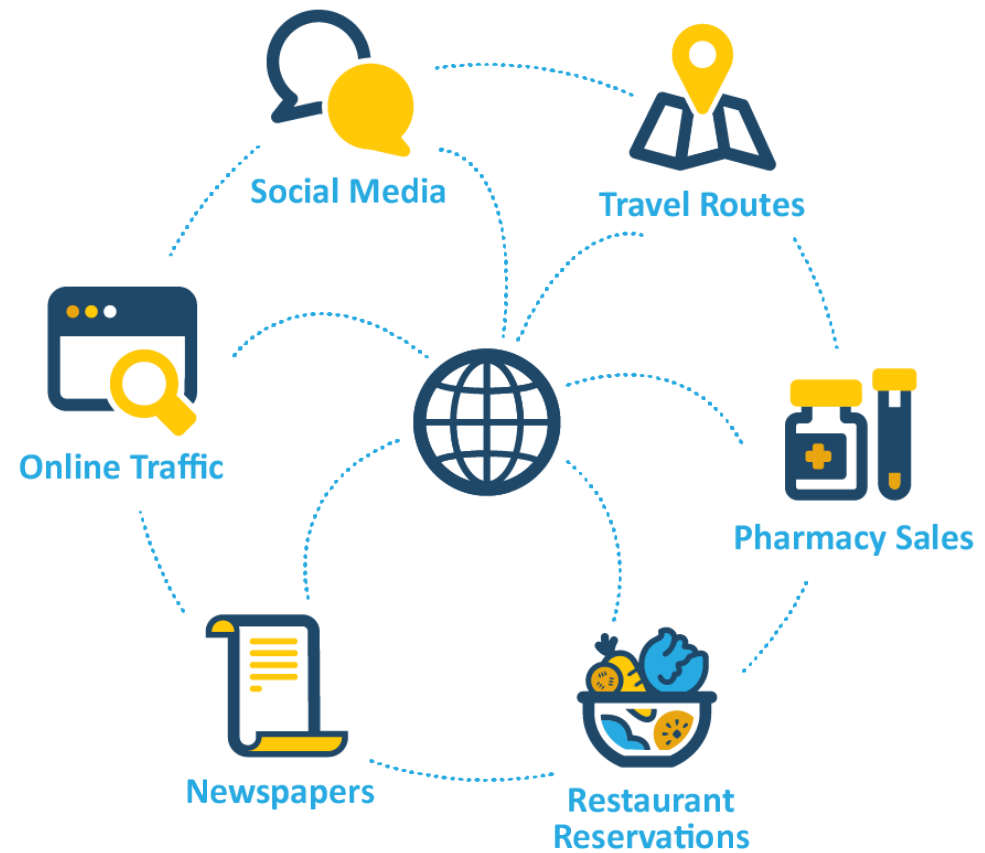 Social Media
Travel Routes
Online Traffic
Pharmacy Sales
Newspapers
Restaurant
Reservations